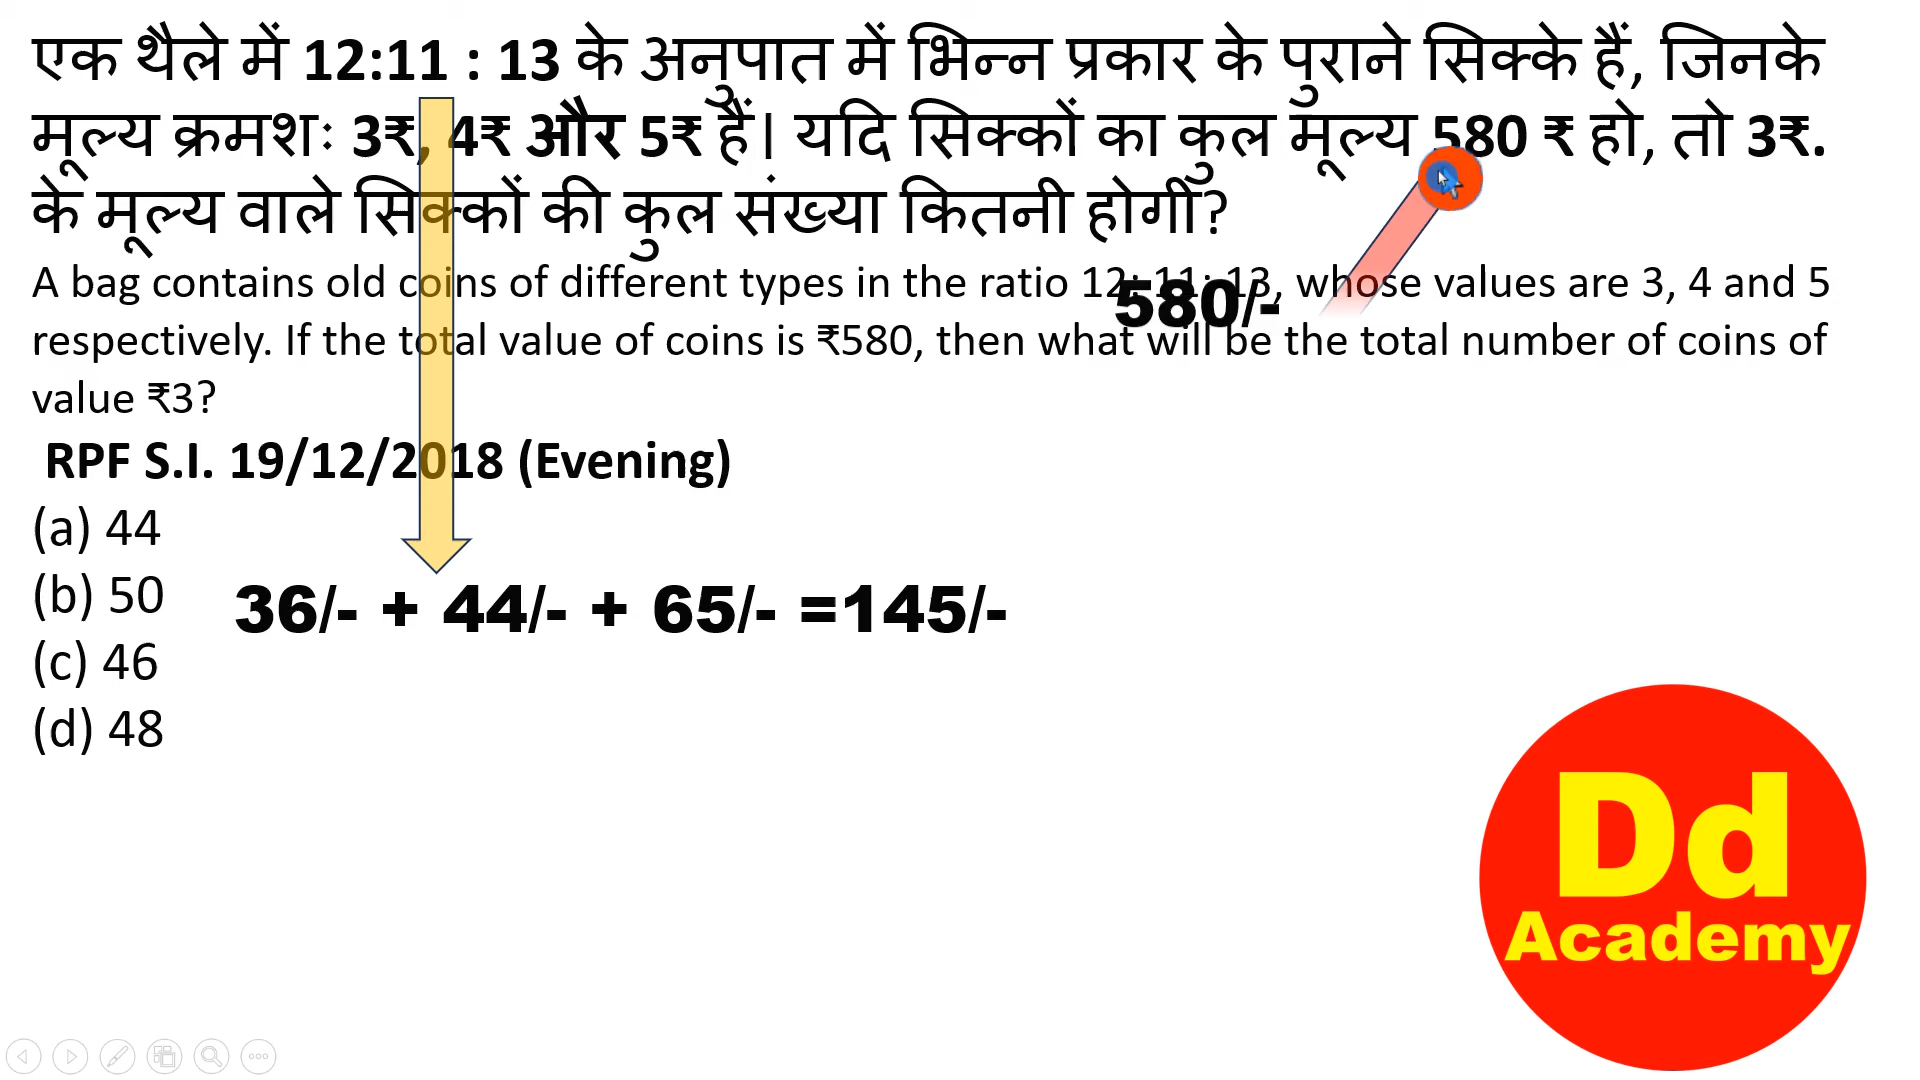 एक थैले में 12:11 : 13 के अनुपात में भिन्न प्रकार के पुराने सिक्के हैं, जिनके
मूल्य क्रमशः 3₹, 4₹ और 5₹ हैं| यदि सिक्कों का कुल मूल्य 580 ₹ हो, तो 3₹.
के मूल्य वाले सिक्कों की कुल संख्या कितनी होगी?
A bag contains old coins of different types in the ratio 12: 11: 13, whose values are 3, 4 and 5
580/-
respectively. If the total value of coins is ₹580, then what will be the total number of coins of
value ₹3?
RPF S.I. 19/12/2018 (Evening)
(a) 44
(b) 50
36/- + 44/- + 65/- =145/-
(c) 46
(d) 48
Dd
Academy